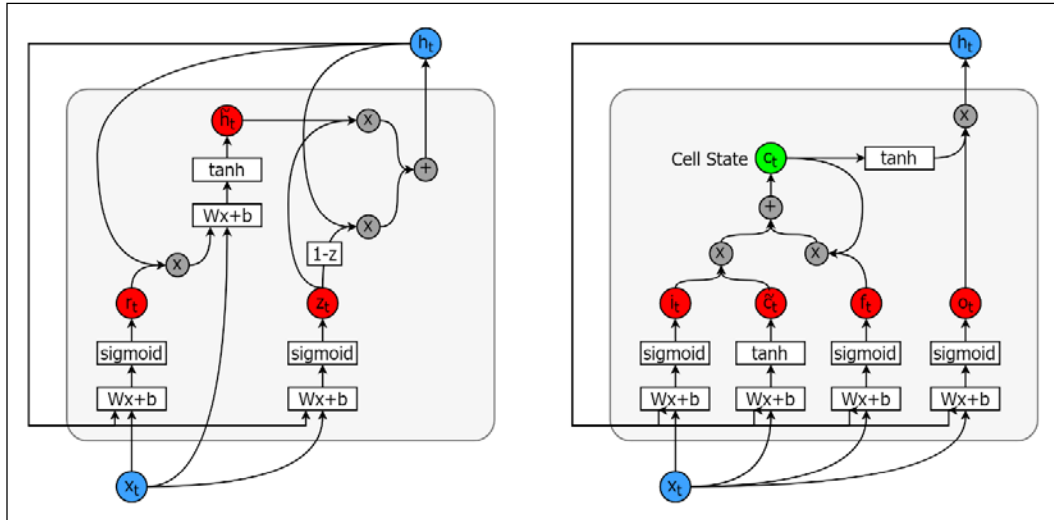 hₜ
h̃ₜ
x
tanh
+
Wx+b
x
1-z
x
rₜ
zₜ
sigmoid
sigmoid
Wx+b
Wx+b
xₜ
hₜ
x
Cell State
cₜ
tanh
+
x
x
iₜ
c̃ₜ
fₜ
oₜ
sigmoid
tanh
sigmoid
sigmoid
Wx+b
Wx+b
Wx+b
Wx+b
xₜ